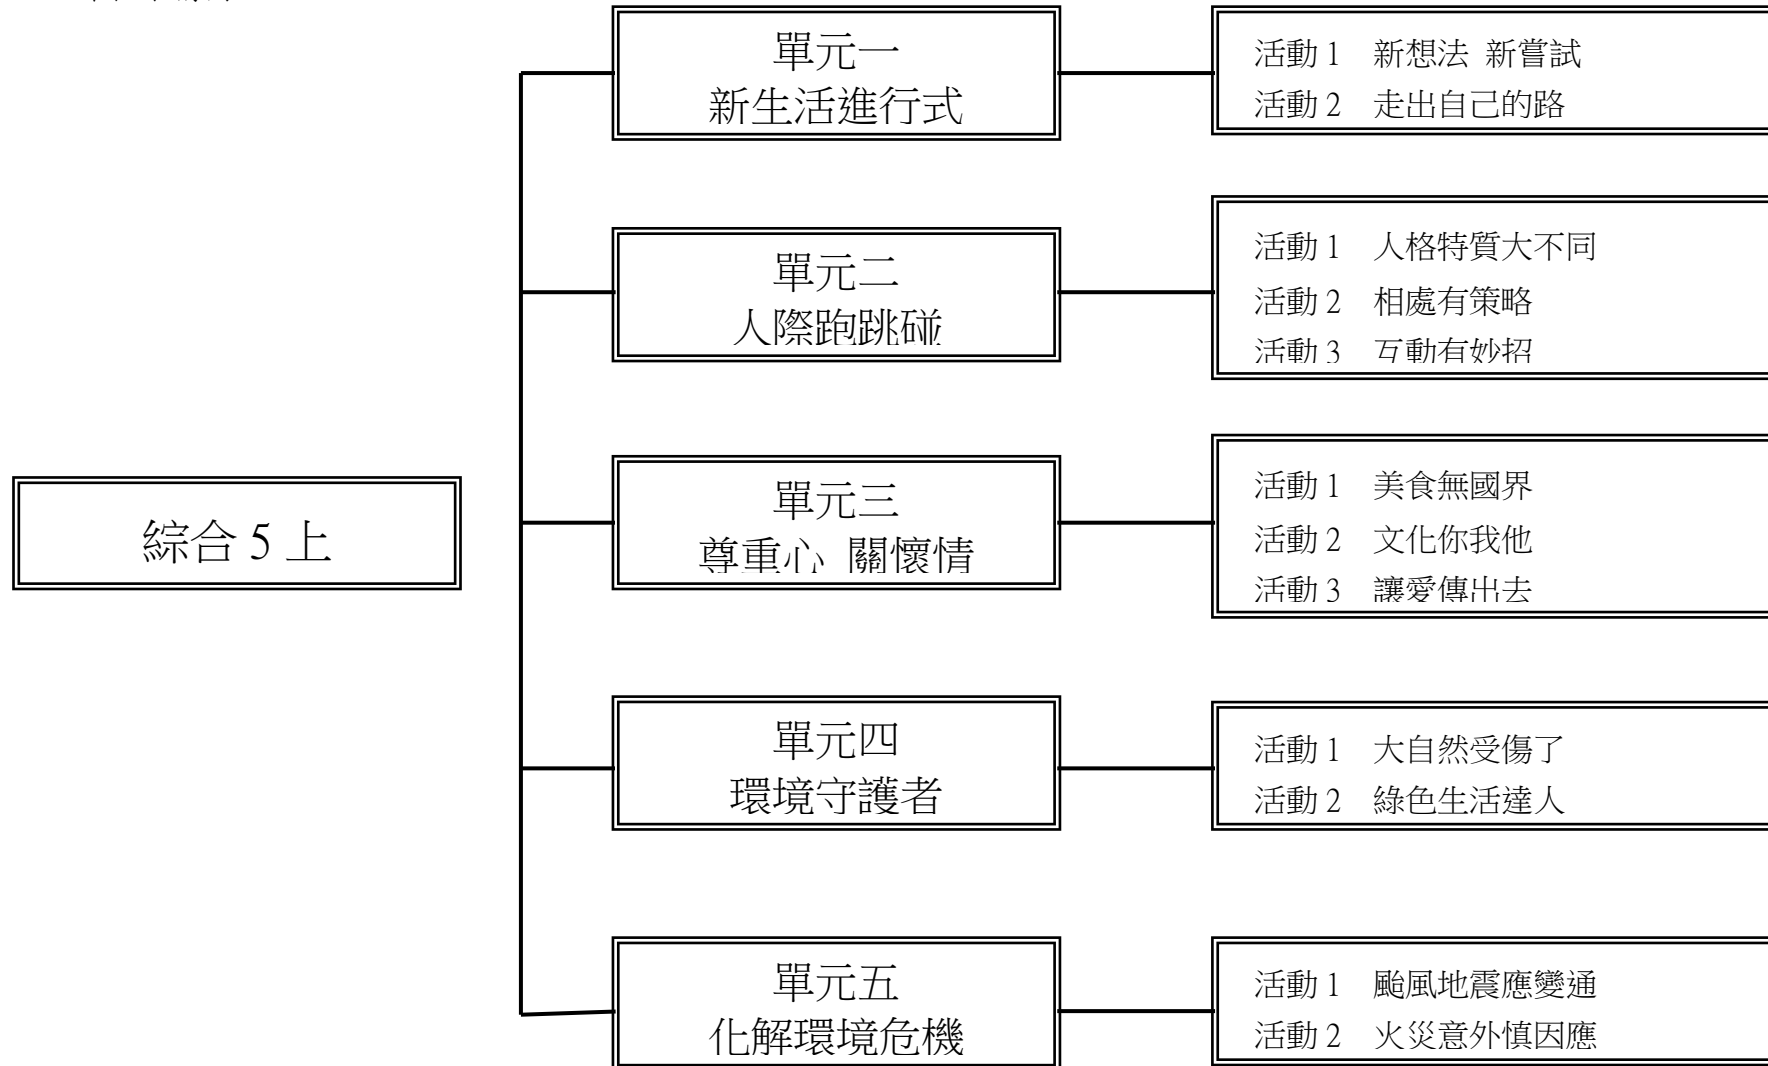 綜合 5 上
單元一
新生活進行式
活動 1 新想法 新嘗試
活動 2 走出自己的路
單元二
人際跑跳碰
活動 1 人格特質大不同
活動 2 相處有策略
活動 3 互動有妙招
單元三
尊重心 關懷情
活動 1 美食無國界
活動 2 文化你我他
活動 3 讓愛傳出去
單元四
環境守護者
活動 1 大自然受傷了
活動 2 綠色生活達人
單元五
化解環境危機
活動 1 颱風地震應變通
活動 2 火災意外慎因應